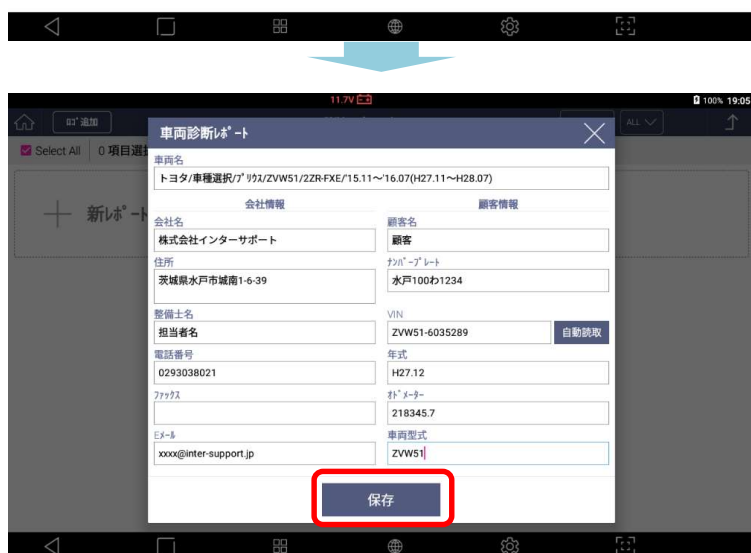 11.7V
100% 19:05
ﾛｺﾞ追加
ALL
Select All
0 項目選
新ﾚﾎﾟｰﾄ
車両診断ﾚﾎﾟｰﾄ
車両名
トヨタ/車種選択/ﾌﾟﾘｳｽ/ZVW51/2ZR-FXE/'15.11～'16.07(H27.11～H28.07)
会社情報
会社名
株式会社インターサポート
住所
茨城県水戸市城南1-6-39
整備士名
担当者名
電話番号
0293038021
ﾌｧｯｸｽ
Eﾒｰﾙ
xxxx@inter-support.jp
顧客情報
顧客名
顧客
ﾅﾝﾊﾞｰﾌﾟﾚｰﾄ
水戸100わ1234
VIN
ZVW51-6035289
自動読取
年式
H27.12
ｵﾄﾞﾒｰﾀｰ
218345.7
車両型式
ZVW51
保存